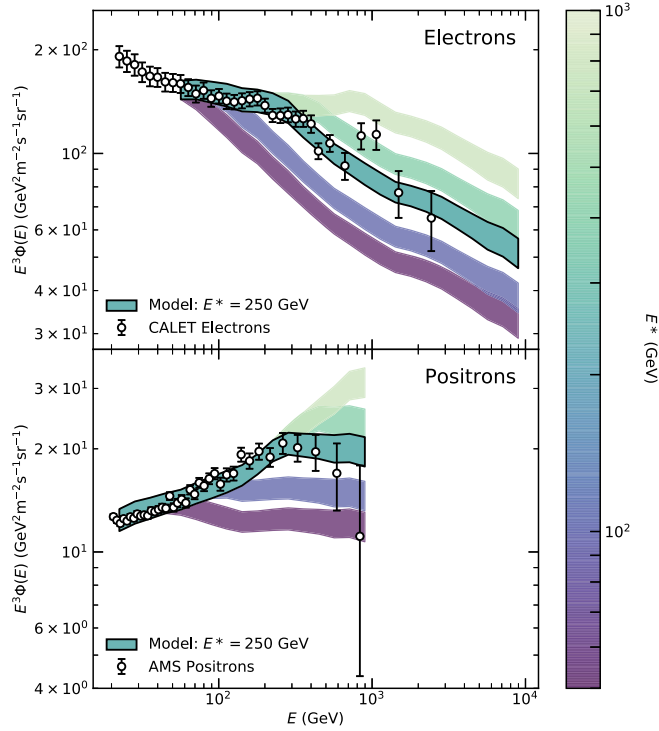 Electrons
2 × 10²
10²
6 × 10¹
4 × 10¹
3 × 10¹
E³Φ(E) (GeV²m⁻²s⁻¹sr⁻¹)
Model: E* = 250 GeV
CALET Electrons
Positrons
3 × 10¹
2 × 10¹
10¹
6 × 10⁰
4 × 10⁰
E³Φ(E) (GeV²m⁻²s⁻¹sr⁻¹)
Model: E* = 250 GeV
AMS Positrons
10² 10³ 10⁴
E (GeV)
10³
10²
E*
(GeV)